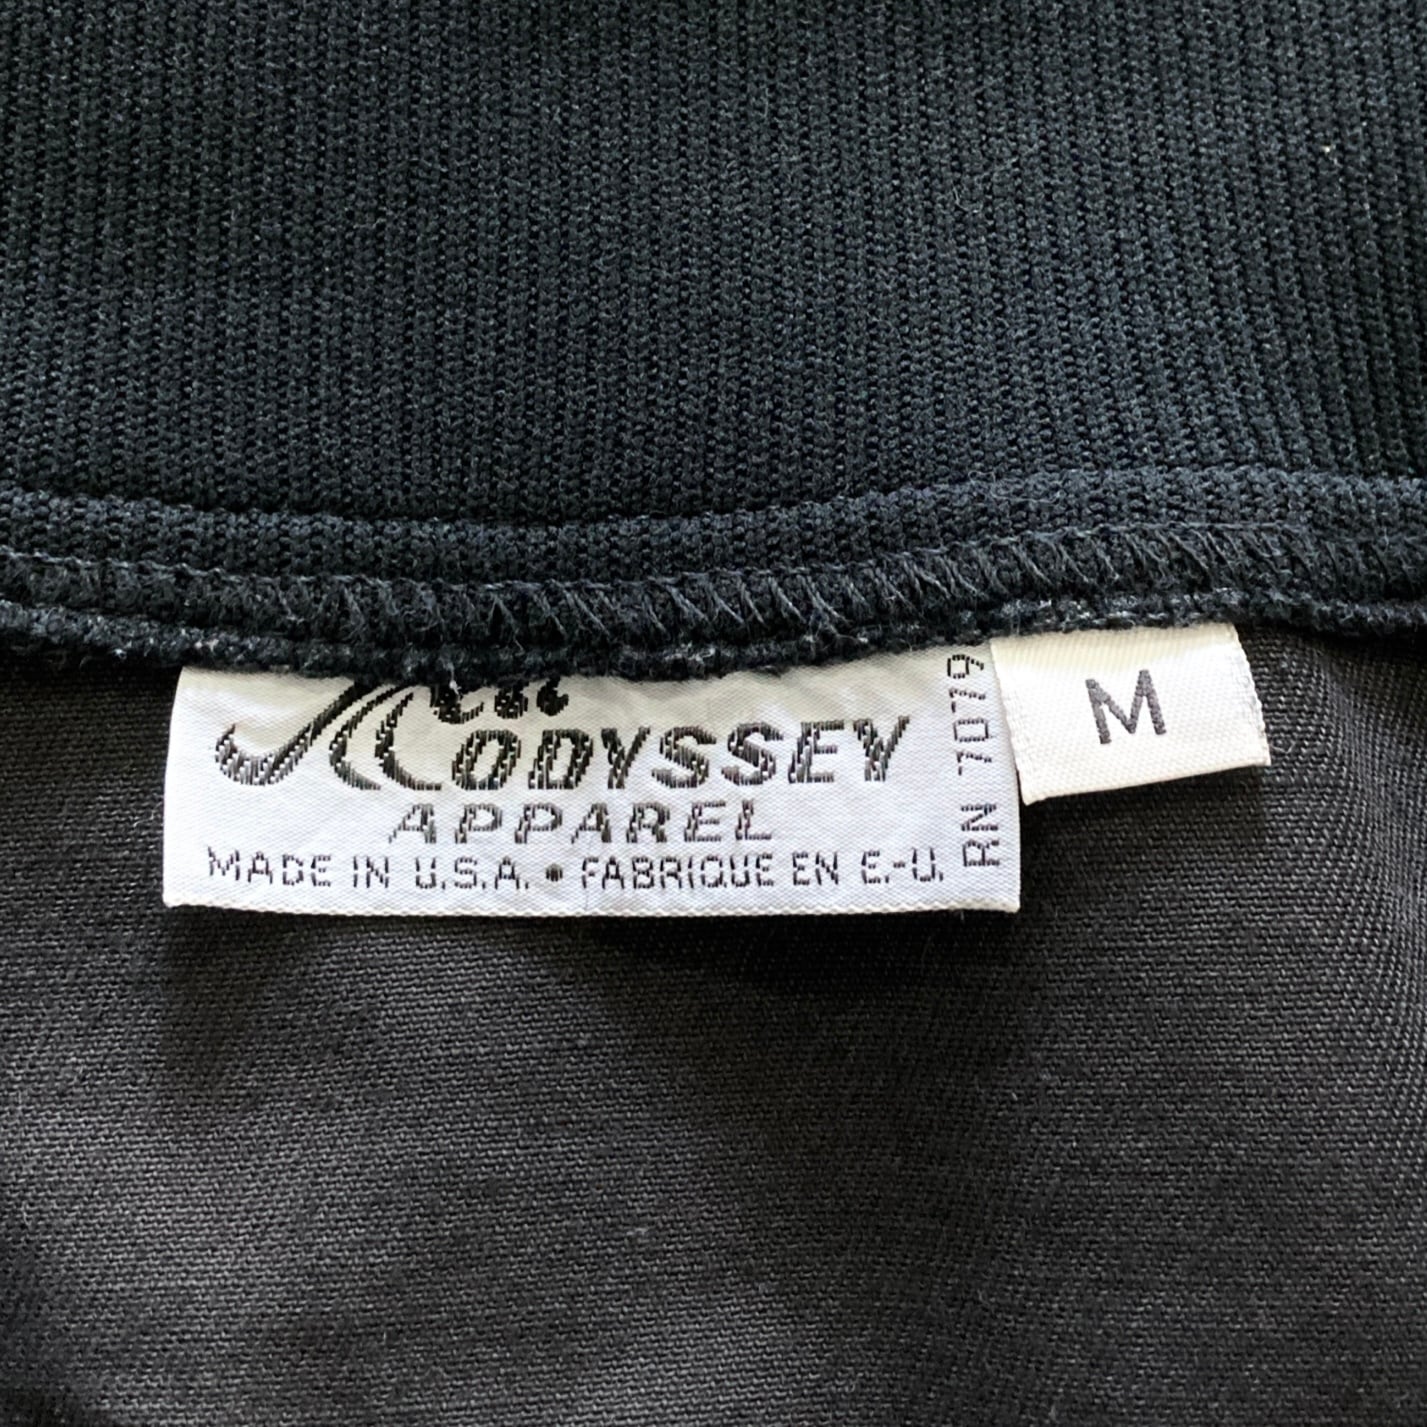 ODYSSEY
APPAREL
MADE IN U.S.A. • FABRIQUE EN E.-U.
RN 70779
M